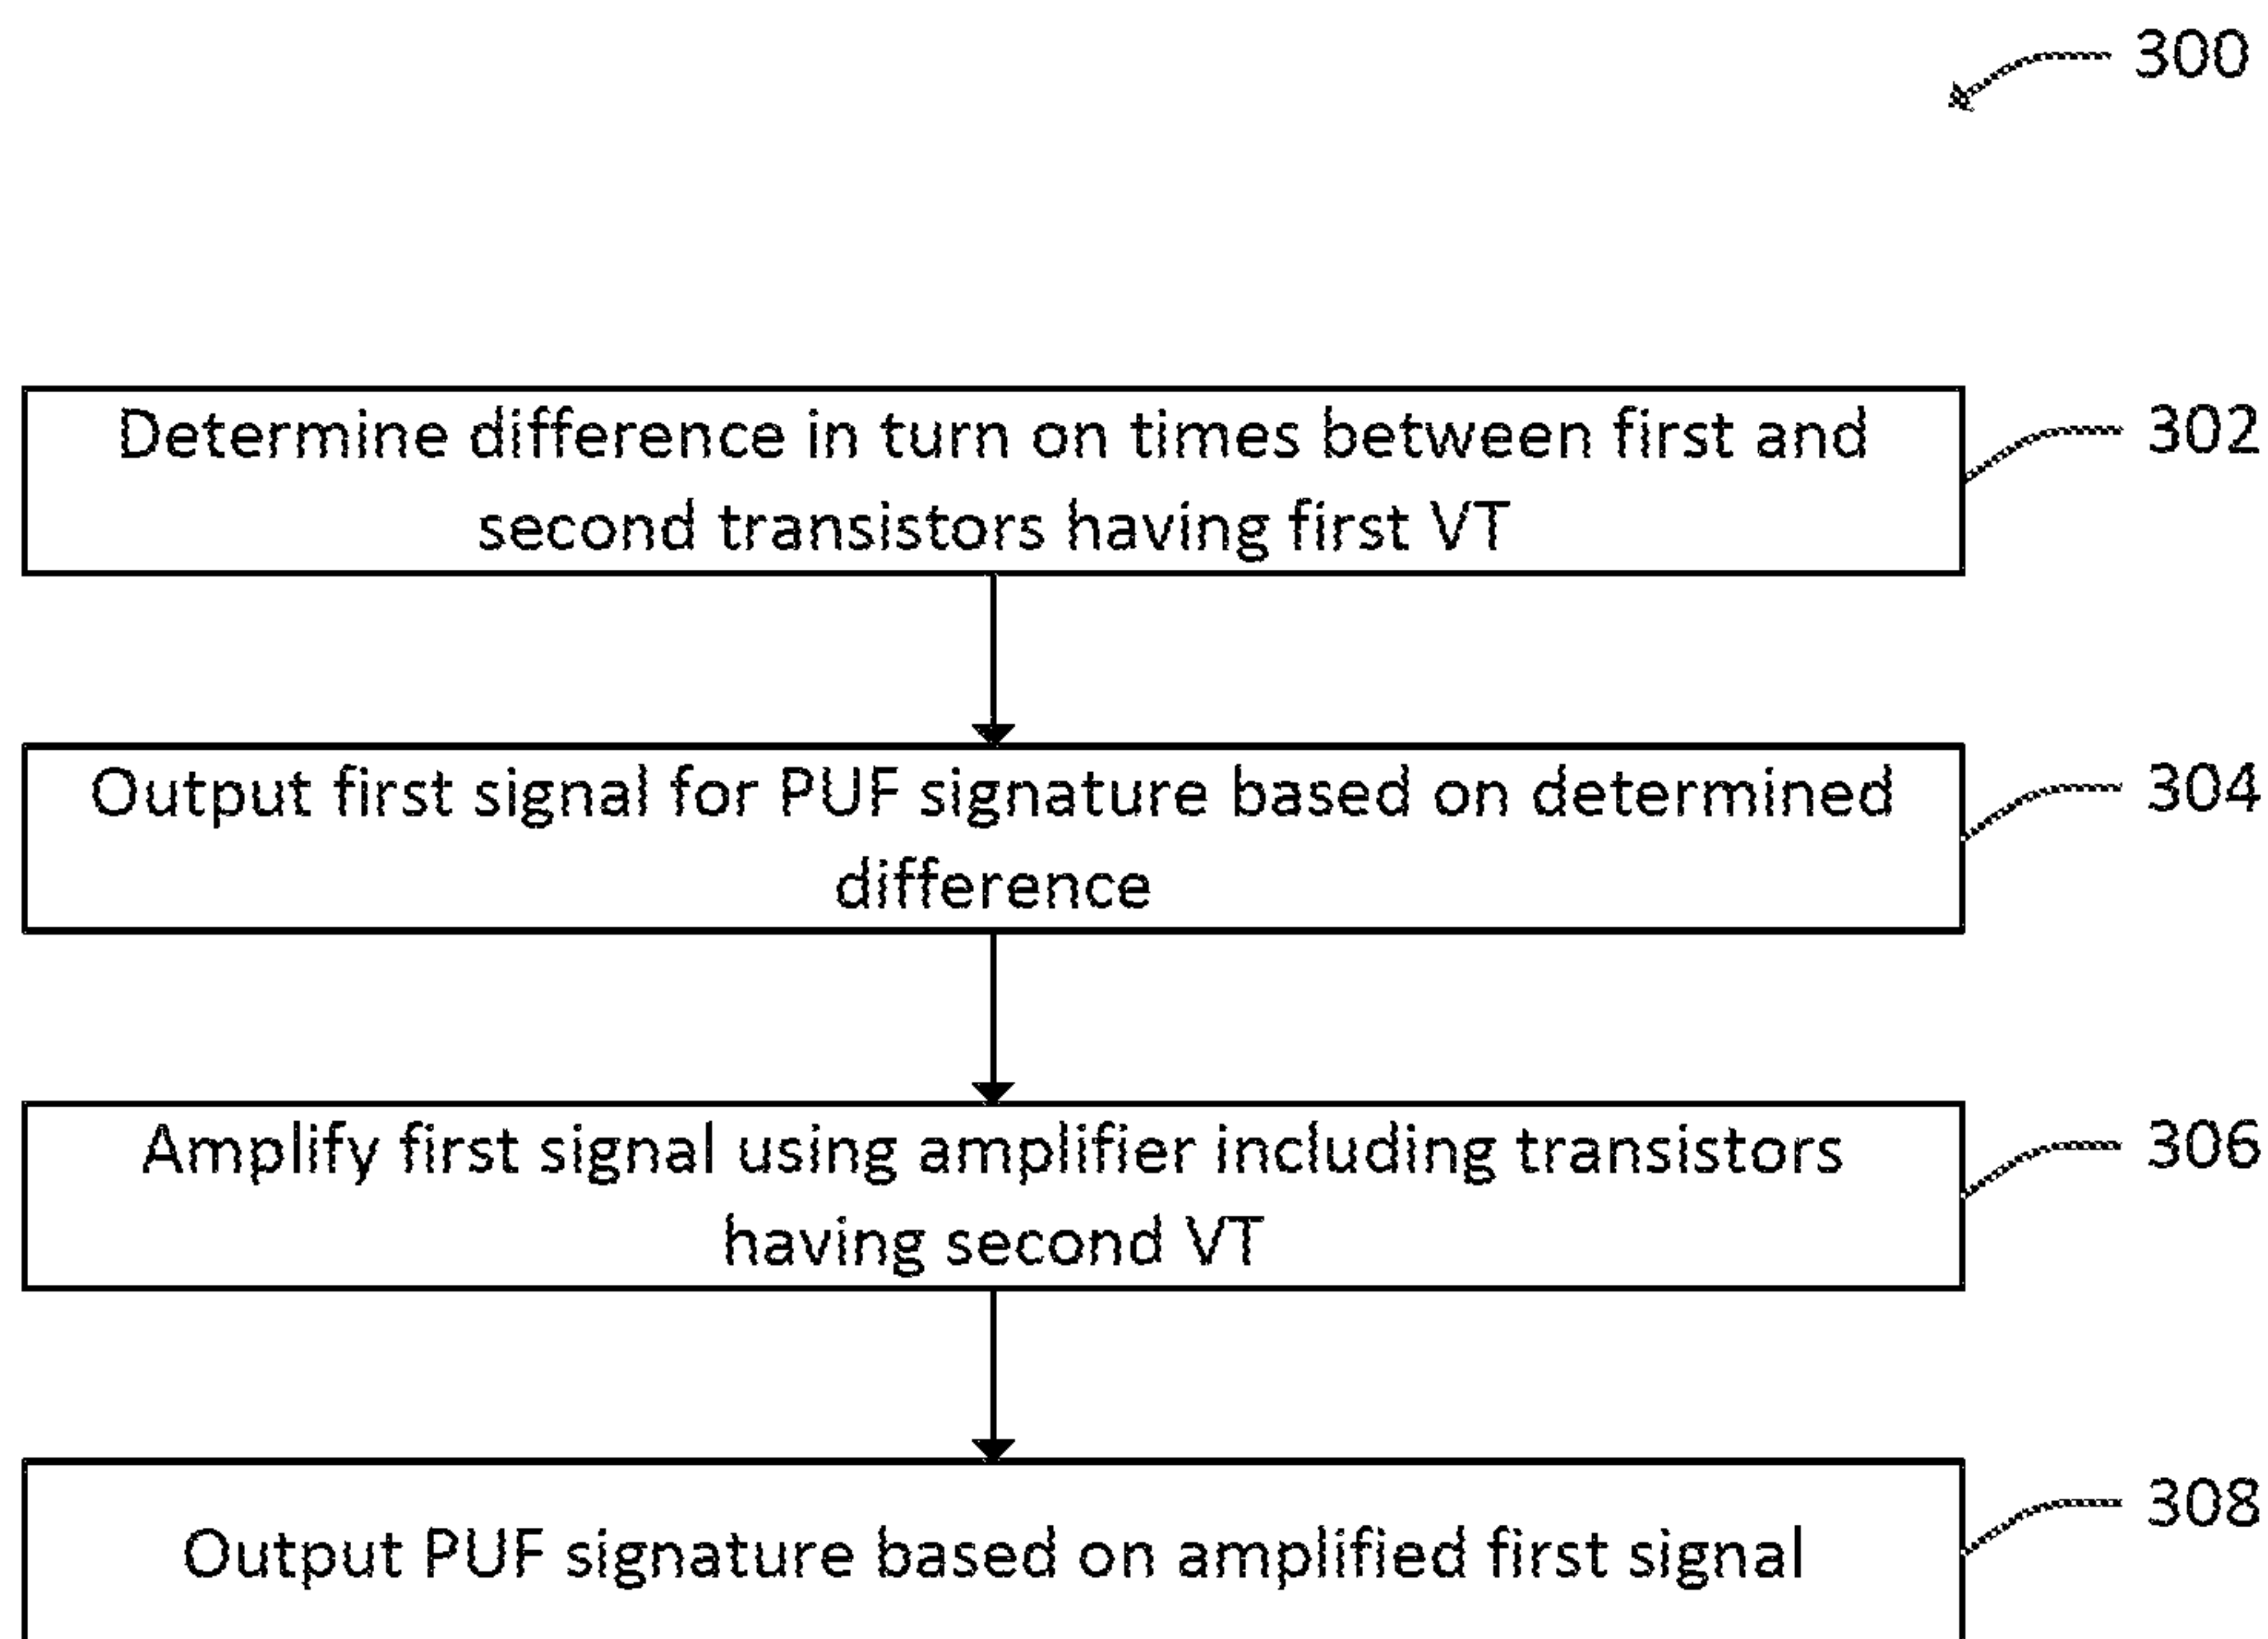 300
Determine difference in turn on times between first and
second transistors having first VT
302
Output first signal for PUF signature based on determined
difference
304
Amplify first signal using amplifier including transistors
having second VT
306
Output PUF signature based on amplified first signal
308